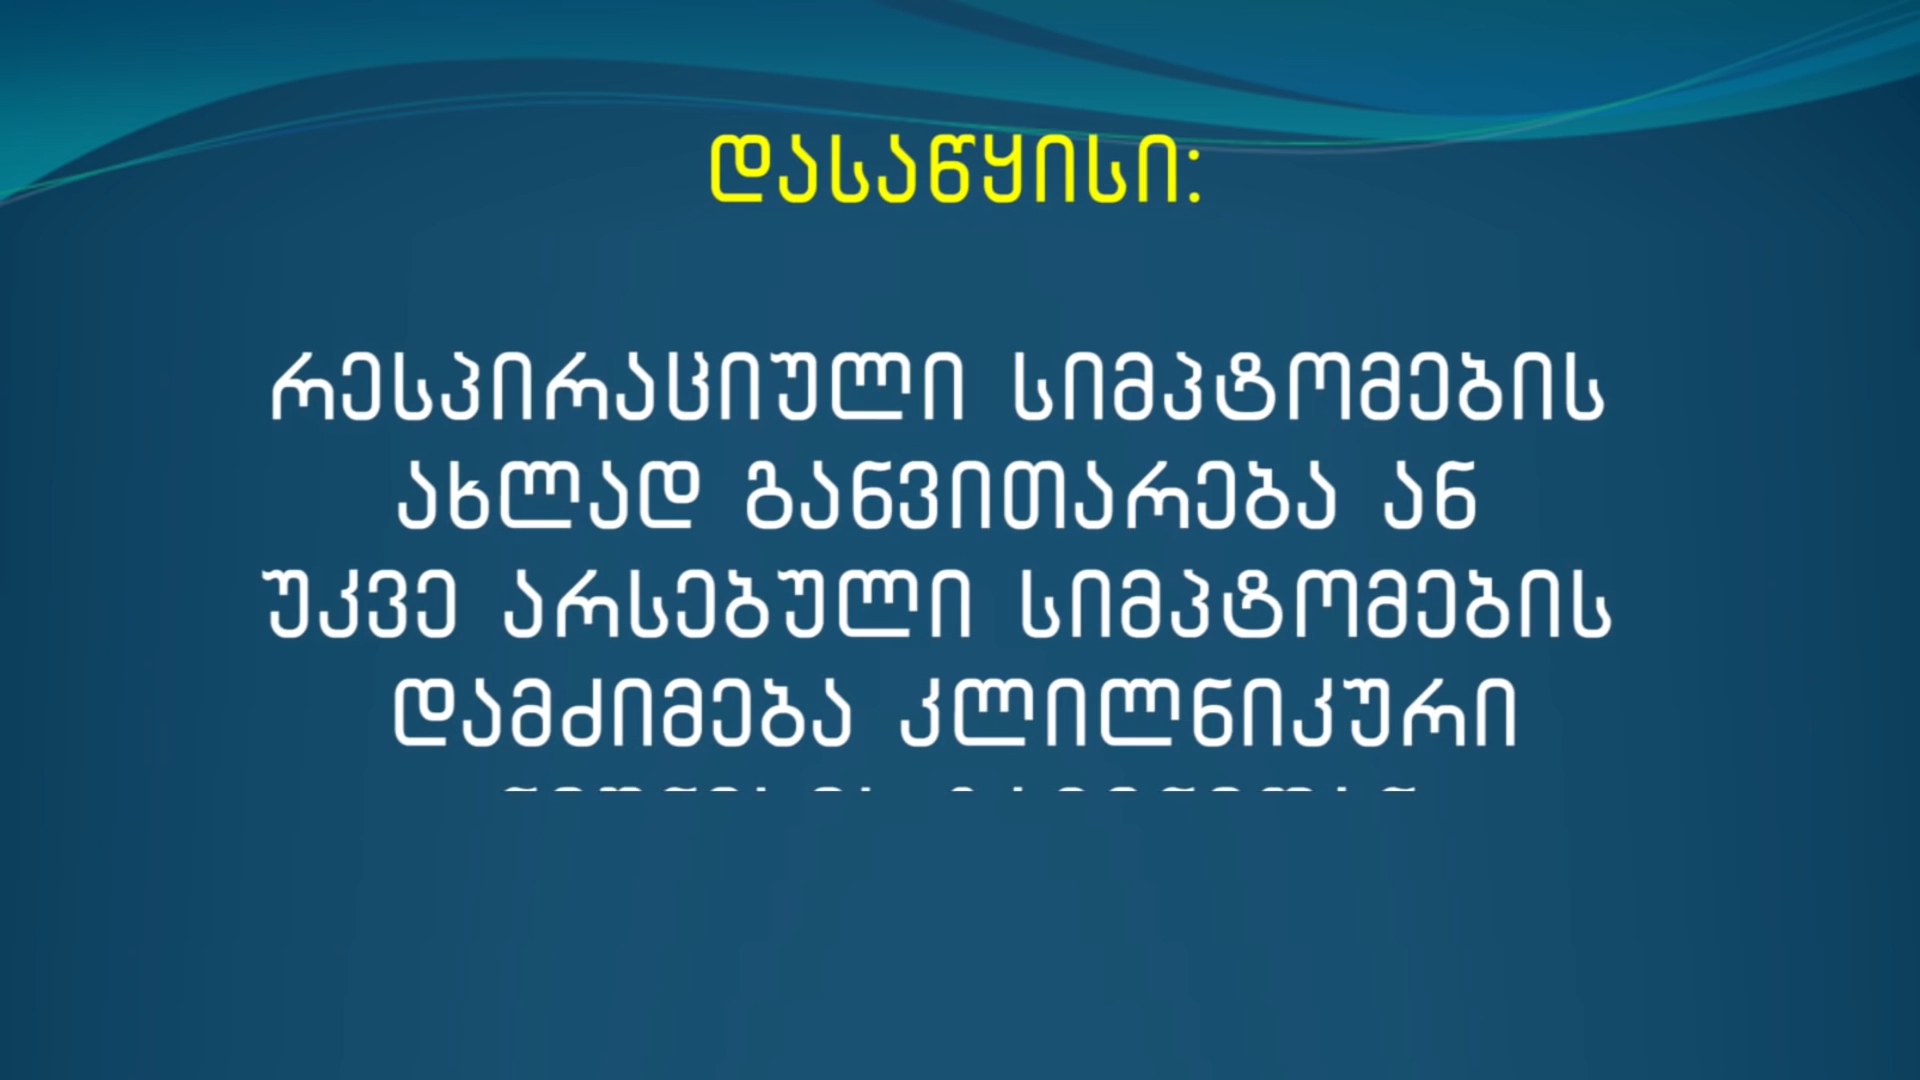 დასაწყისი:
რესპირაციული სიმპტომების
ახლად განვითარება ან
უკვე არსებული სიმპტომების
დამძიმება კლილნიკური